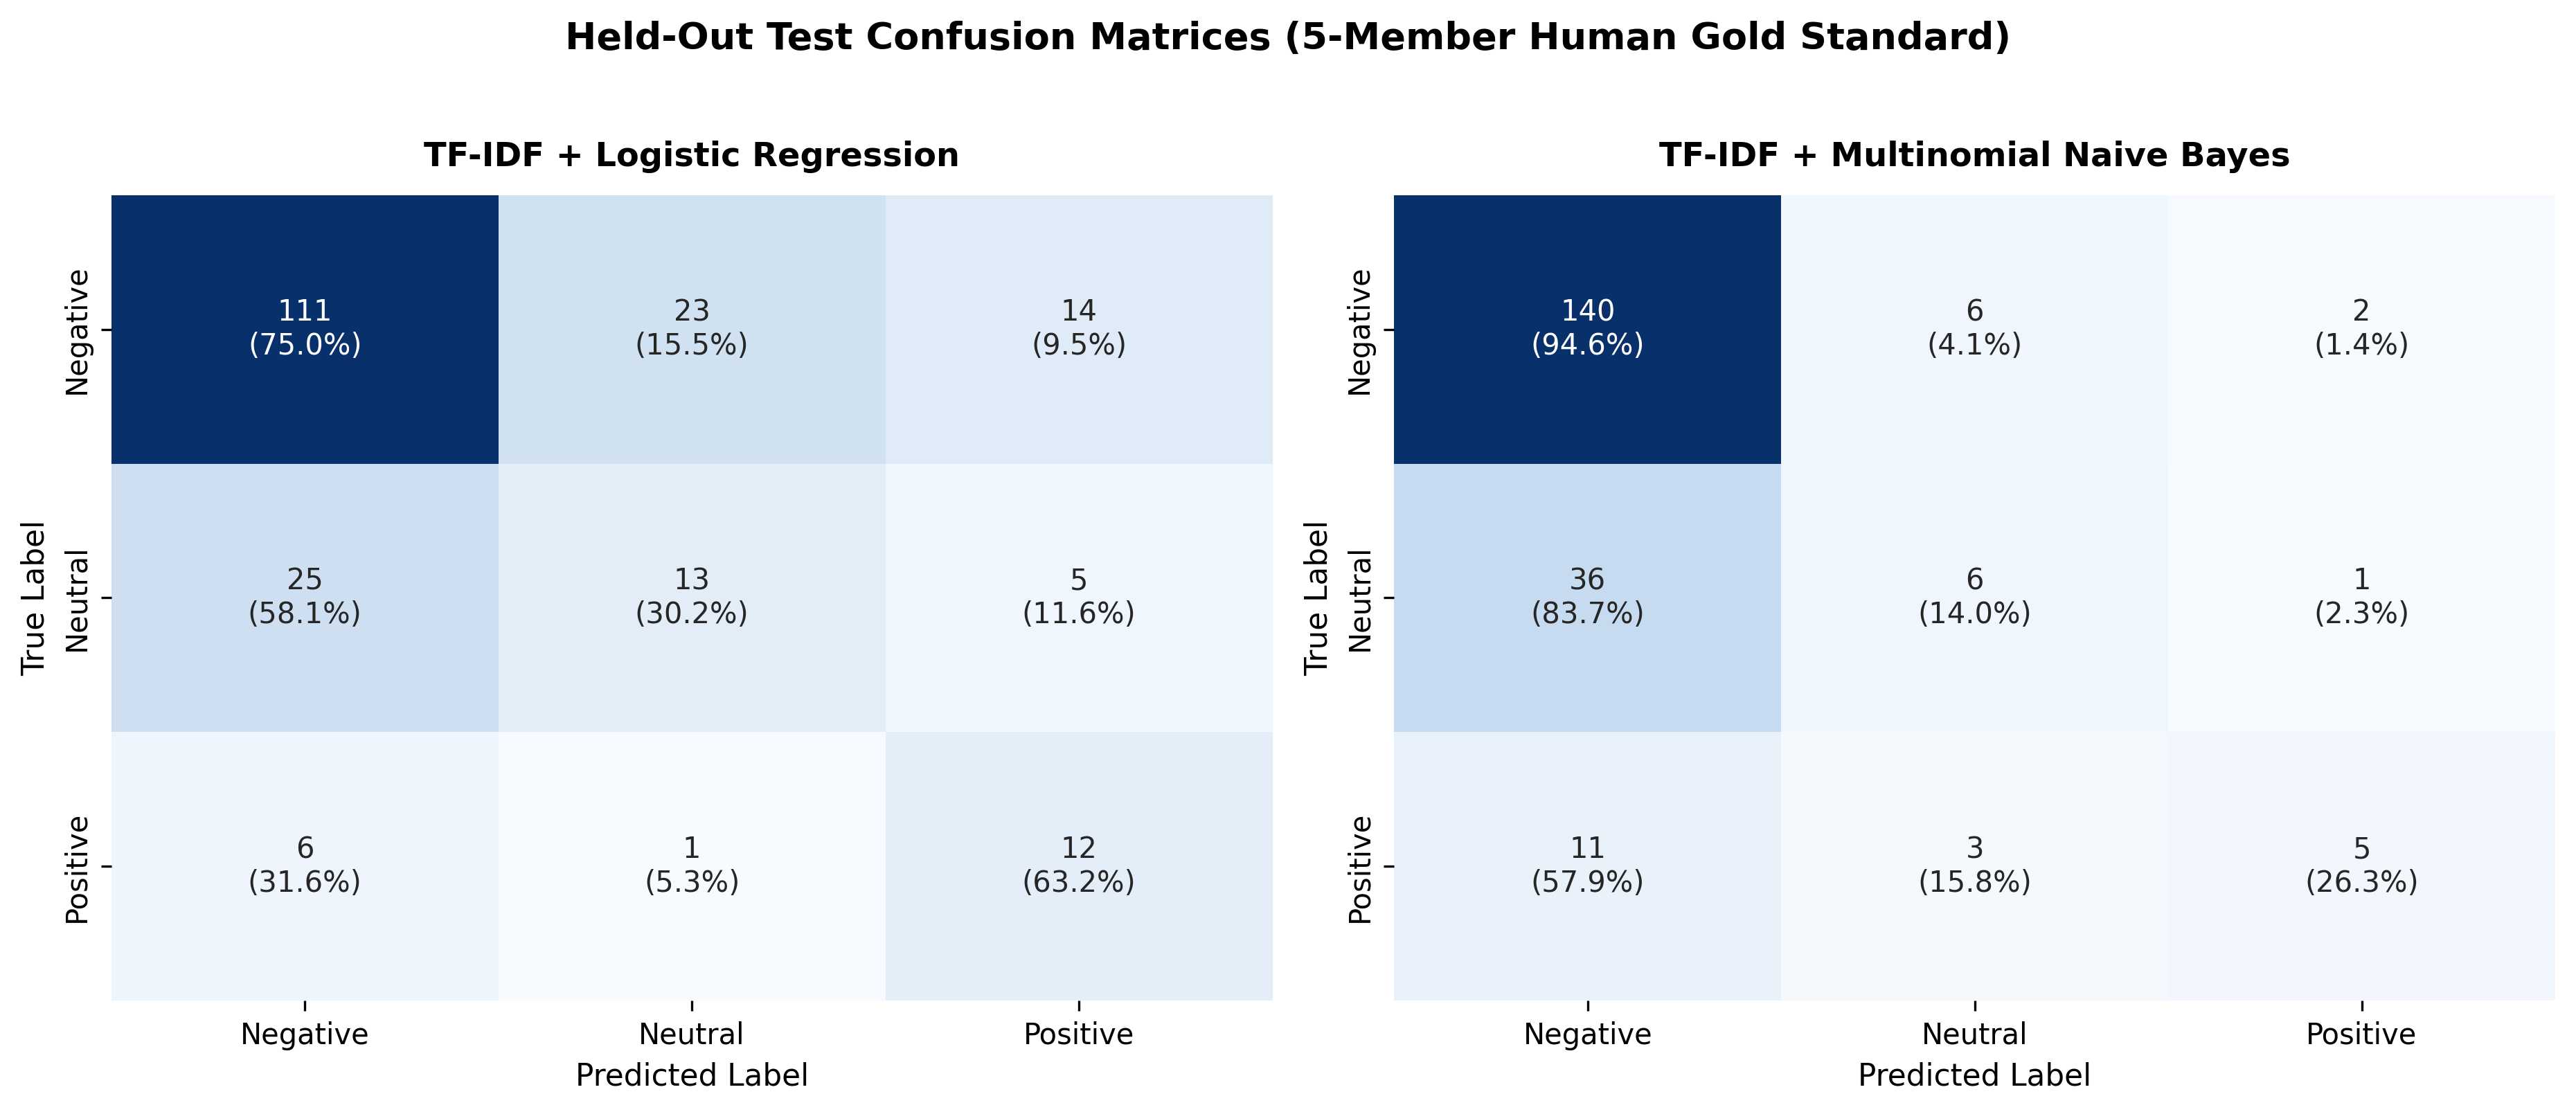 Held-Out Test Confusion Matrices (5-Member Human Gold Standard)
TF-IDF + Logistic Regression
True Label
Negative
111
(75.0%)
23
(15.5%)
14
(9.5%)
Neutral
25
(58.1%)
13
(30.2%)
5
(11.6%)
Positive
6
(31.6%)
1
(5.3%)
12
(63.2%)
Negative
Neutral
Positive
Predicted Label
TF-IDF + Multinomial Naive Bayes
True Label
Negative
140
(94.6%)
6
(4.1%)
2
(1.4%)
Neutral
36
(83.7%)
6
(14.0%)
1
(2.3%)
Positive
11
(57.9%)
3
(15.8%)
5
(26.3%)
Negative
Neutral
Positive
Predicted Label